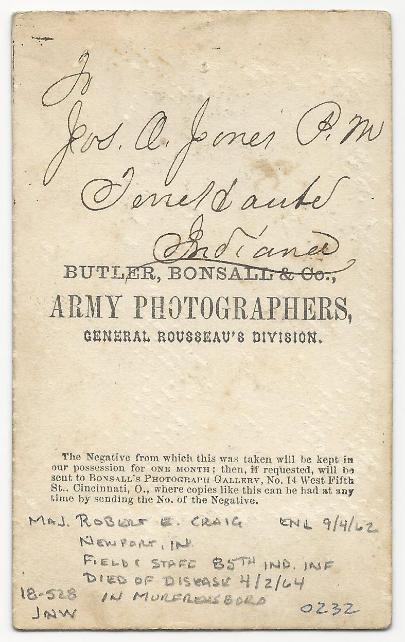 To
Jos. O. Jones P. M
Terre Haute
Indiana
BUTLER, BONSALL & Co.,
ARMY PHOTOGRAPHERS,
GENERAL ROUSSEAU'S DIVISION.
The Negative from which this was taken will be kept in
our possession for ONE MONTH; then, if requested, will be
sent to BONSALL'S PHOTOGRAPH GALLERY, No. 14 West Fifth
St., Cincinnati, O., where copies like this can be had at any
time by sending the No. of the Negative.
MAJ. ROBERT E. CRAIG ENL 9/4/62
NEWPORT, IN
FIELD & STAFF 85TH IND. INF
DIED OF DISEASE 4/2/64
18-528 IN MURFREESBORO
JNW 0232